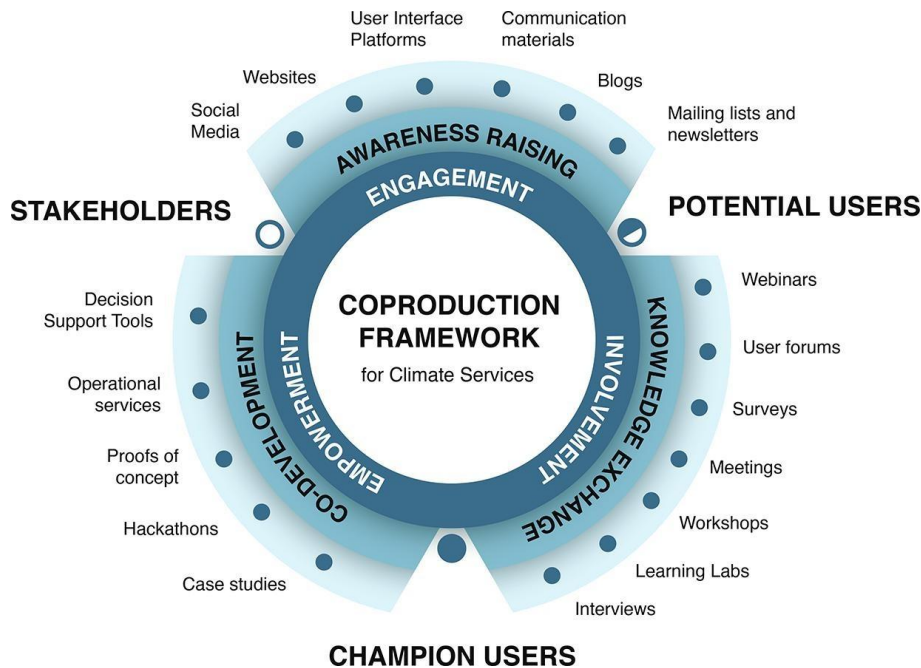 User Interface
Platforms
Communication
materials
Websites
Blogs
Social
Media
Mailing lists and
newsletters
AWARENESS RAISING
ENGAGEMENT
STAKEHOLDERS
POTENTIAL USERS
COPRODUCTION
FRAMEWORK
for Climate Services
INVOLVEMENT
KNOWLEDGE EXCHANGE
Webinars
User forums
Surveys
Meetings
Workshops
Learning Labs
Interviews
EMPOWERMENT
CO-DEVELOPMENT
Decision
Support Tools
Operational
services
Proofs of
concept
Hackathons
Case studies
CHAMPION USERS